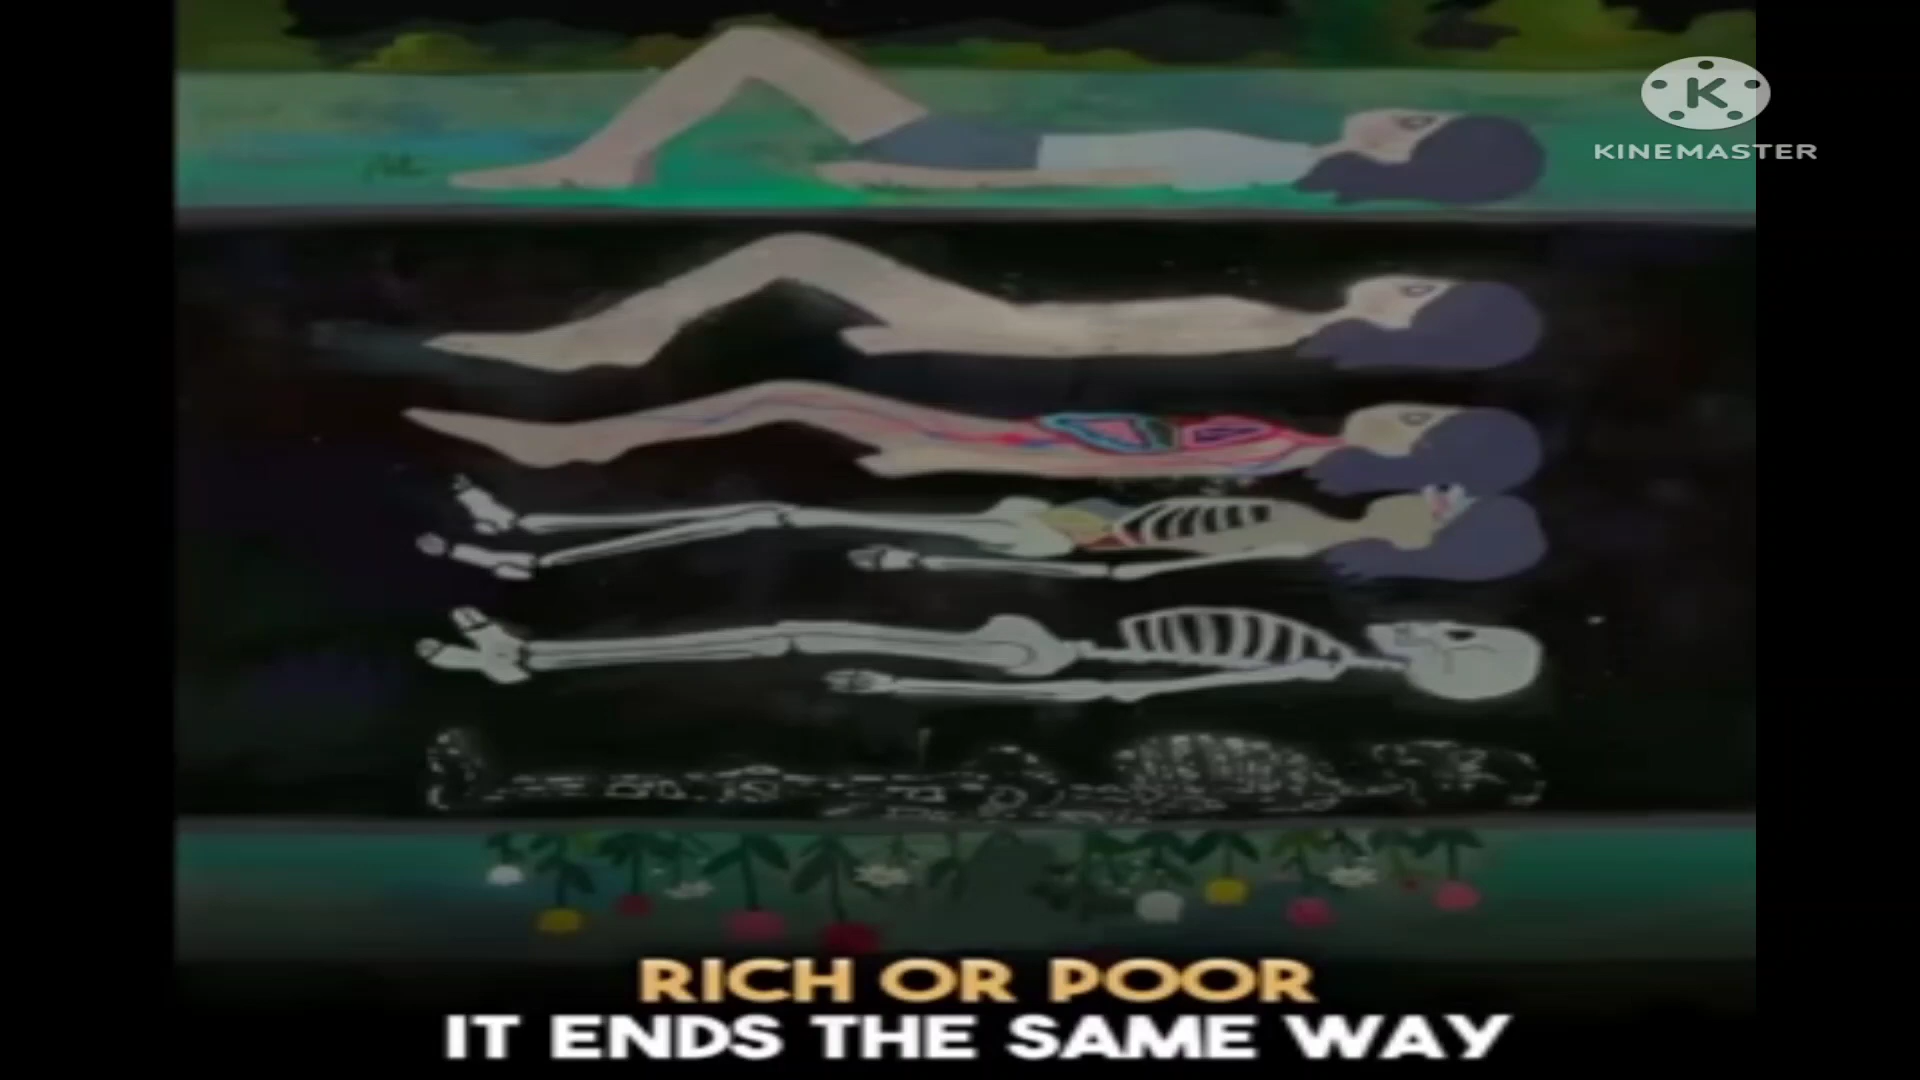 K
KINEMASTER
RICH OR POOR
IT ENDS THE SAME WAY